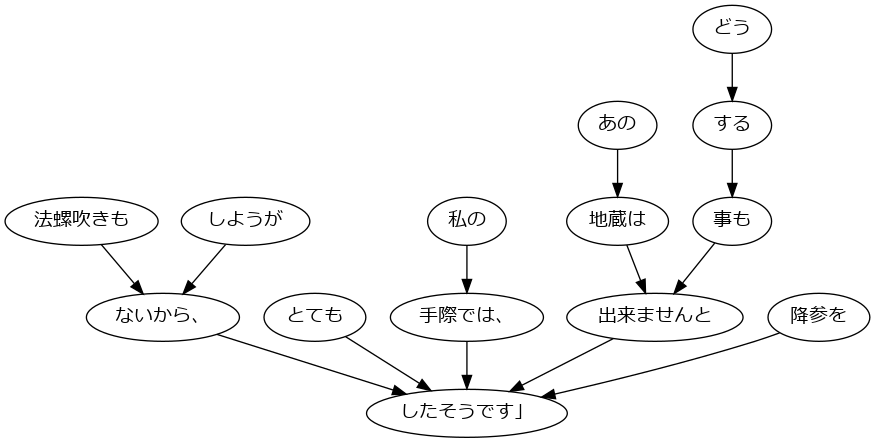 どう
あの
する
法螺吹きも
しようが
私の
地蔵は
事も
ないから、
とても
手際では、
出来ませんと
降参を
したそうです」